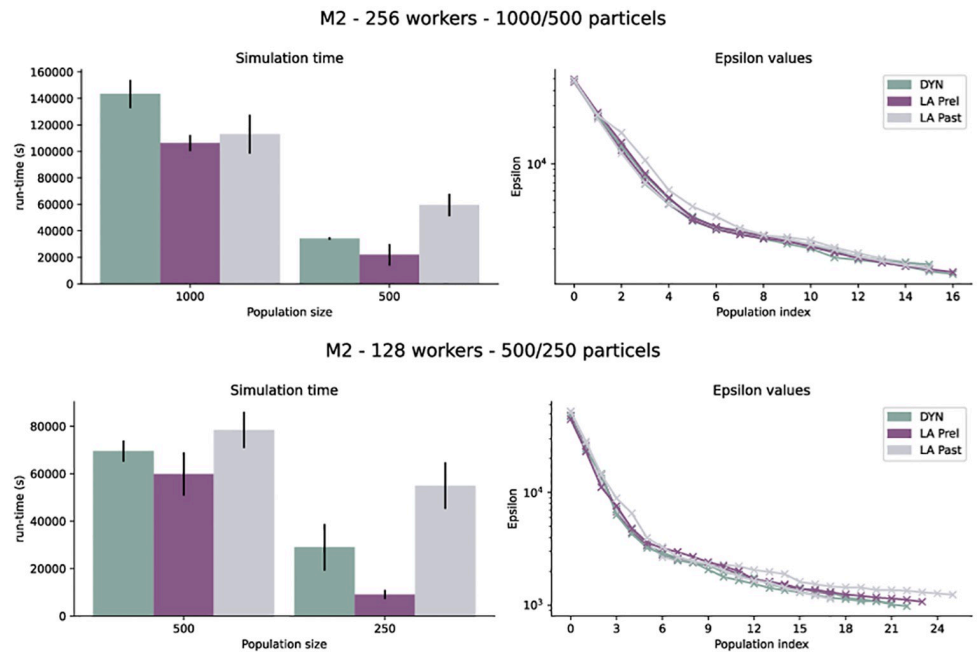 M2 - 256 workers - 1000/500 particels
Simulation time
160000
140000
120000
100000
80000
60000
40000
20000
0
run-time (s)
1000
500
Population size
Epsilon values
DYN
LA Prel
LA Past
10⁴
Epsilon
0
2
4
6
8
10
12
14
16
Population index
M2 - 128 workers - 500/250 particels
Simulation time
80000
60000
40000
20000
0
run-time (s)
500
250
Population size
Epsilon values
DYN
LA Prel
LA Past
10⁴
10³
Epsilon
0
3
6
9
12
15
18
21
24
Population index